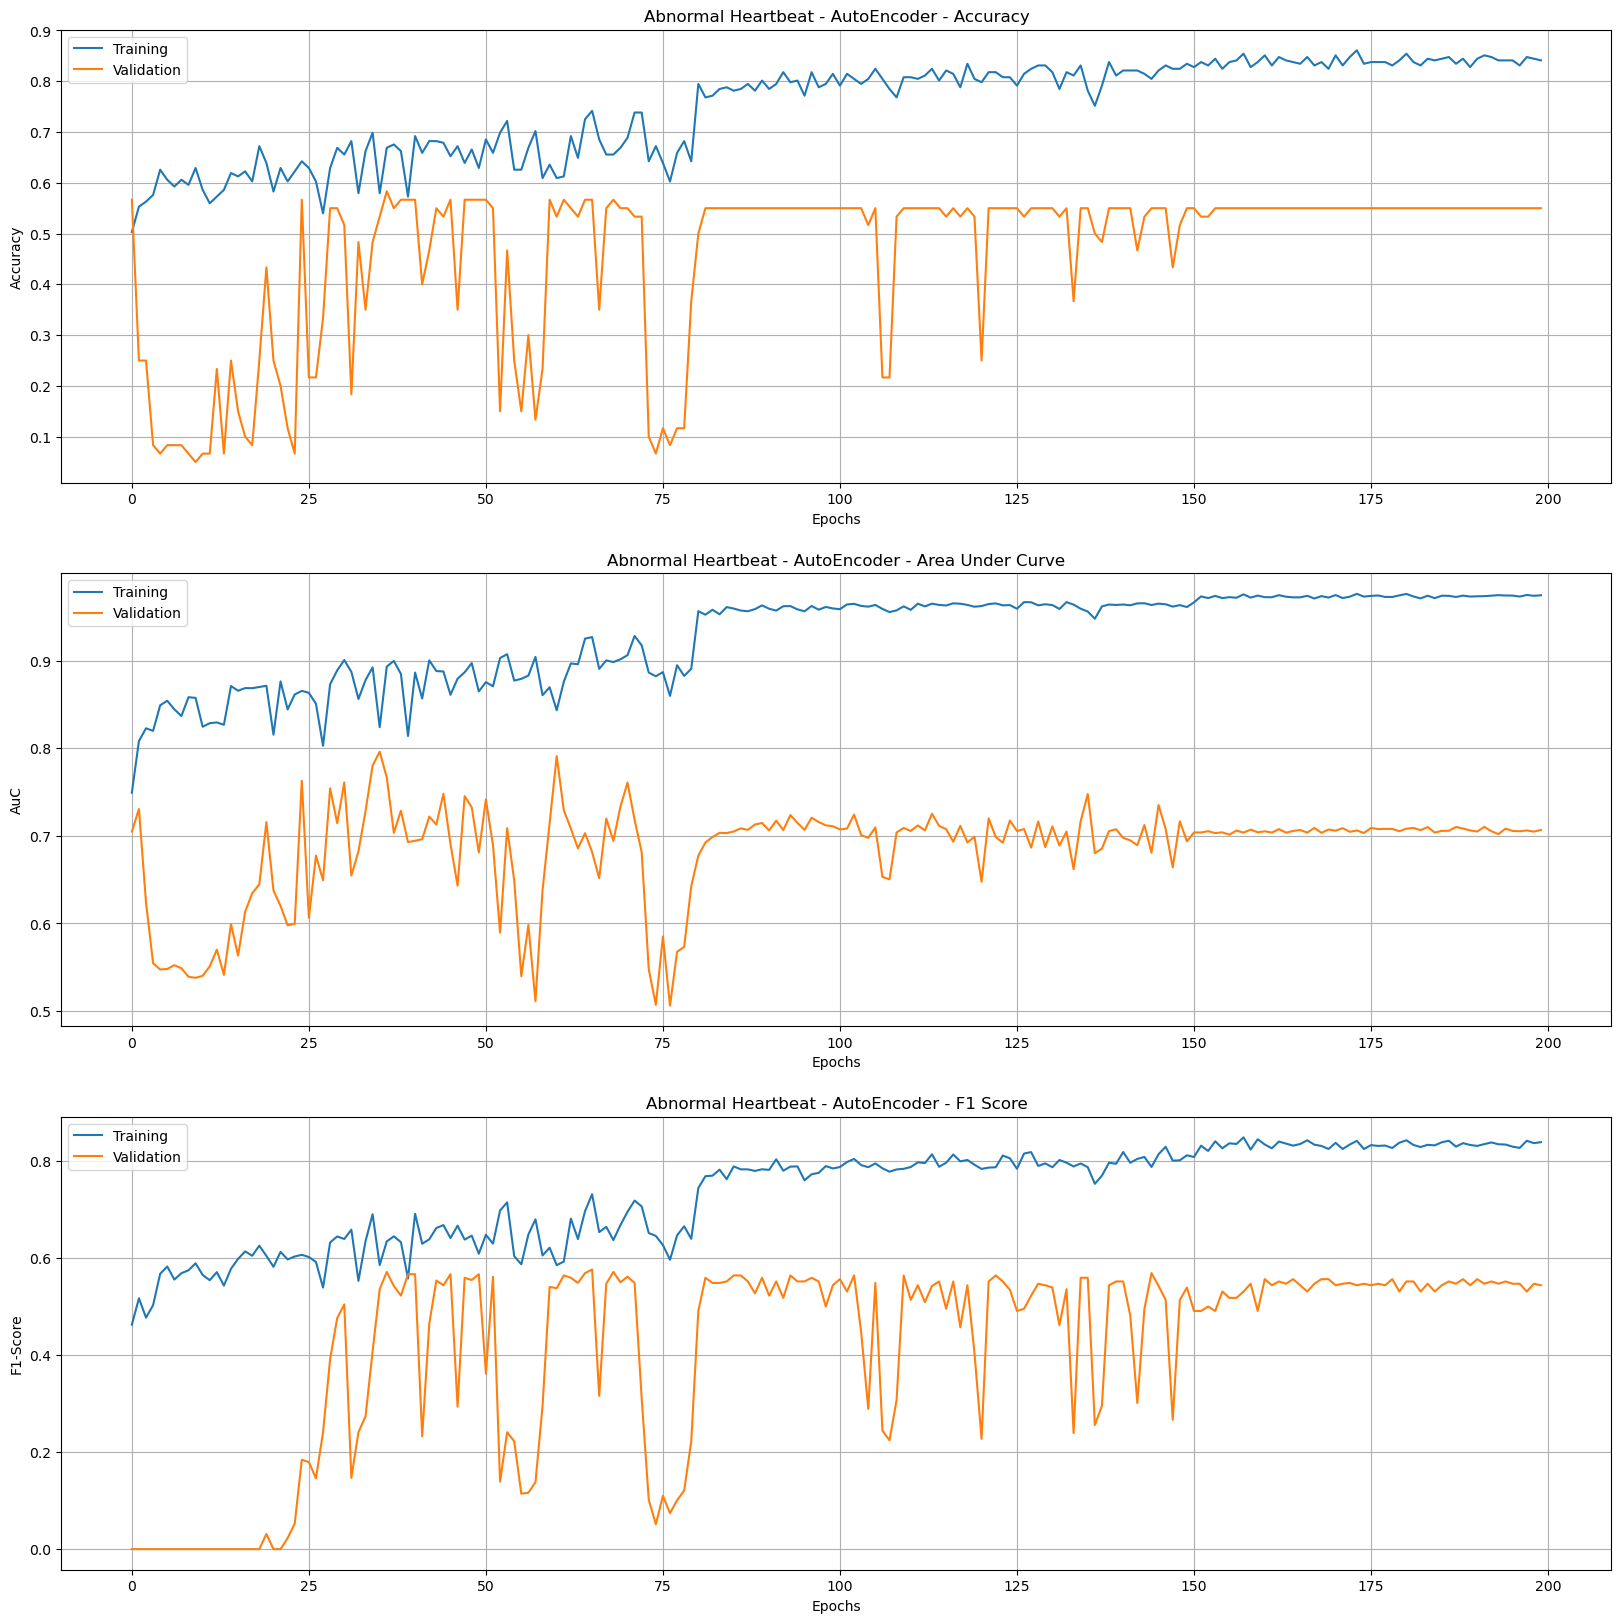 Abnormal Heartbeat - AutoEncoder - Accuracy
Training
Validation
0.9
0.8
0.7
0.6
0.5
0.4
0.3
0.2
0.1
Accuracy
0 25 50 75 100 125 150 175 200
Epochs
Abnormal Heartbeat - AutoEncoder - Area Under Curve
Training
Validation
0.9
0.8
0.7
0.6
0.5
AuC
0 25 50 75 100 125 150 175 200
Epochs
Abnormal Heartbeat - AutoEncoder - F1 Score
Training
Validation
0.8
0.6
0.4
0.2
0.0
F1-Score
0 25 50 75 100 125 150 175 200
Epochs